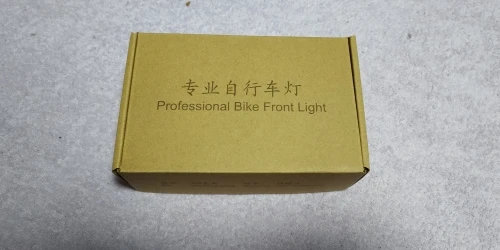 专业自行车灯
Professional Bike Front Light